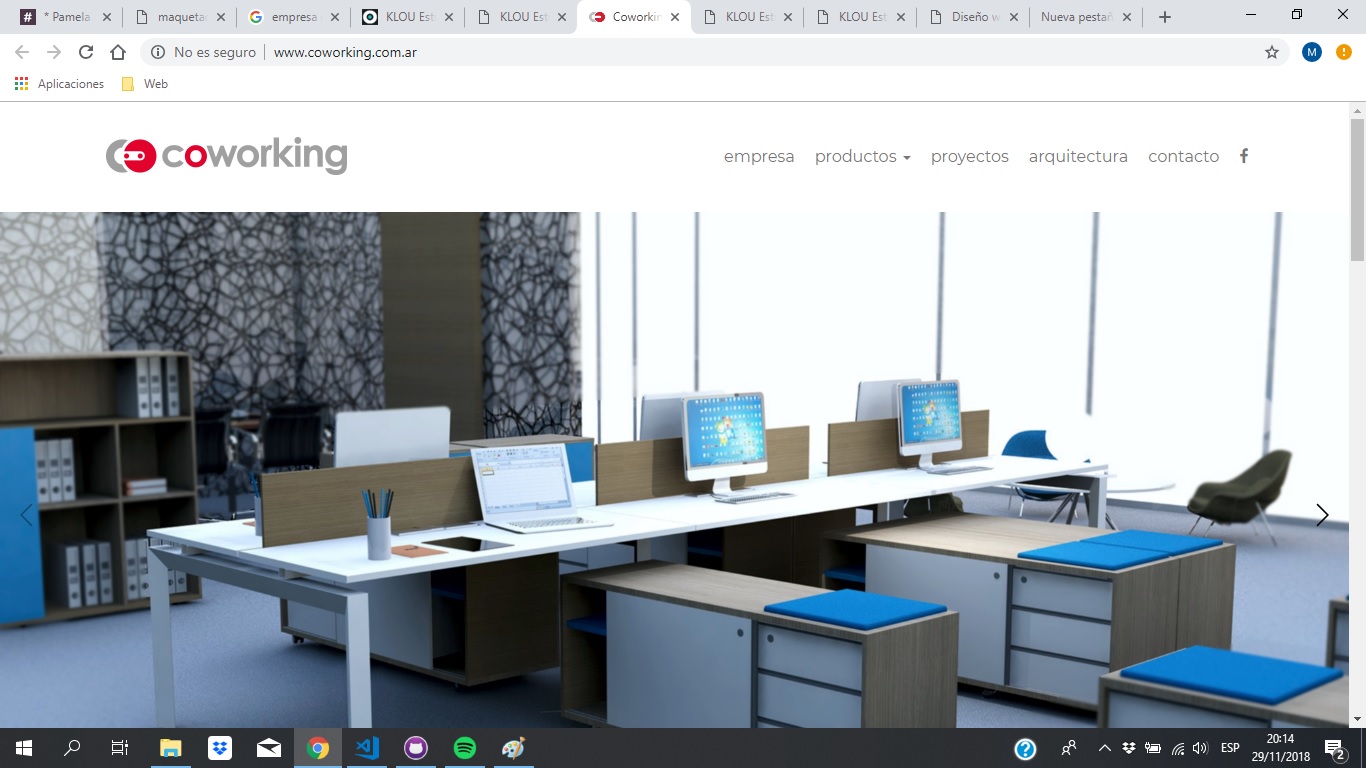 * Pamela
maqueta
empresa
KLOU Est
KLOU Est
Coworkin
KLOU Est
KLOU Est
Diseño w
Nueva pestañ
No es seguro
www.coworking.com.ar
M
Aplicaciones
Web
coworking
empresa
productos
proyectos
arquitectura
contacto
f
ESP
20:14
29/11/2018
2